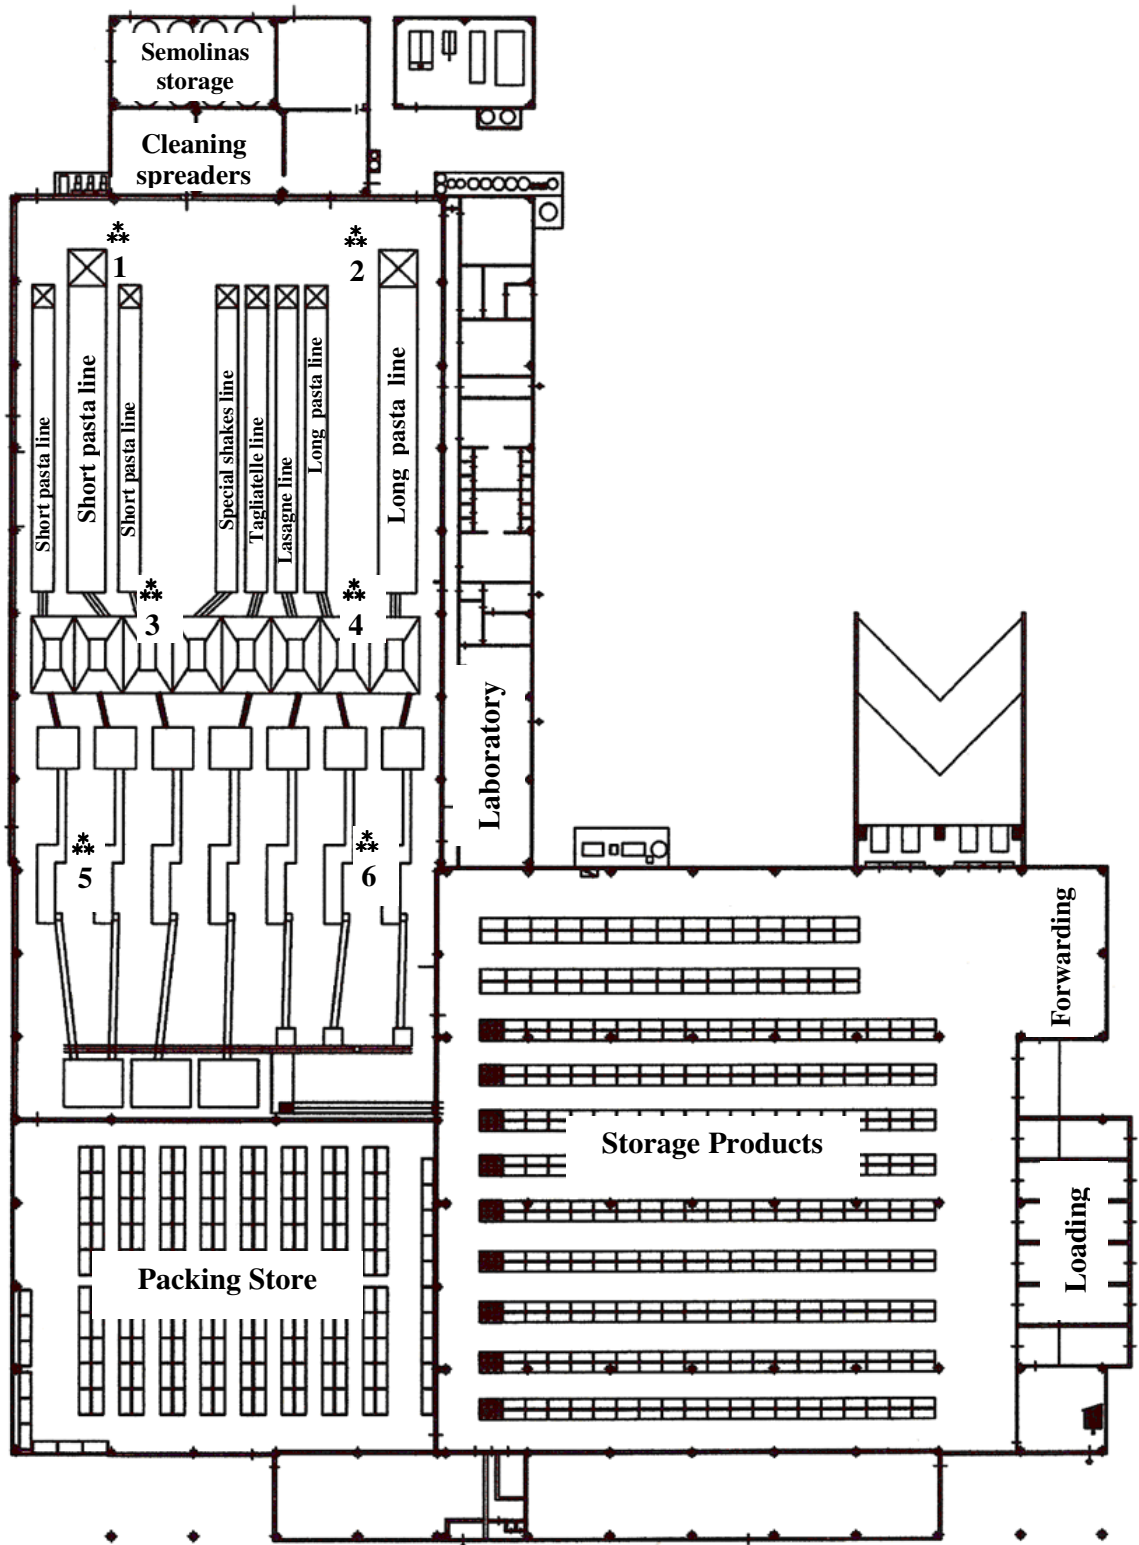 Semolinas
storage
Cleaning
spreaders
⁂
1
⁂
2
Short pasta line
Short pasta line
Short pasta line
Special shakes line
Tagliatelle line
Lasagne line
Long pasta line
Long pasta line
⁂
3
⁂
4
Laboratory
⁂
5
⁂
6
Forwarding
Storage Products
Loading
Packing Store